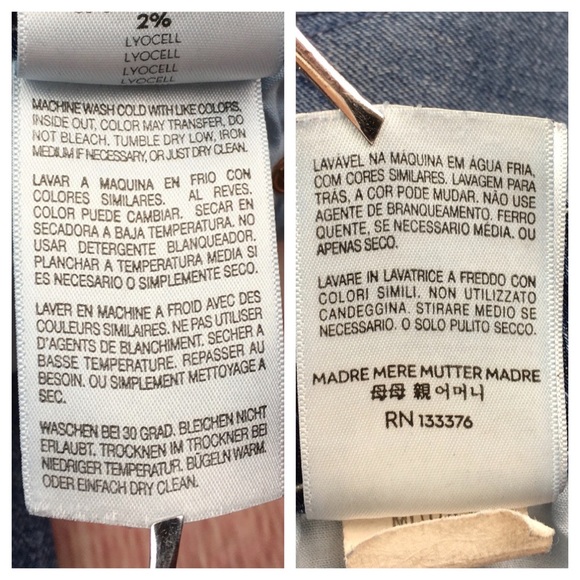 2%
LYOCELL
LYOCELL
LYOCELL
LYOCELL
MACHINE WASH COLD WITH LIKE COLORS,
INSIDE OUT, COLOR MAY TRANSFER, DO
NOT BLEACH. TUMBLE DRY LOW, IRON
MEDIUM IF NECESSARY, OR JUST DRY CLEAN.
LAVAR A MAQUINA EN FRIO CON
COLORES SIMILARES. AL REVES.
COLOR PUEDE CAMBIAR. SECAR EN
SECADORA A BAJA TEMPERATURA. NO
USAR DETERGENTE BLANQUEADOR.
PLANCHAR A TEMPERATURA MEDIA SI
ES NECESARIO O SIMPLEMENTE SECO.
LAVER EN MACHINE A FROID AVEC DES
COULEURS SIMILAIRES. NE PAS UTILISER
D'AGENTS DE BLANCHIMENT. SECHER A
BASSE TEMPERATURE. REPASSER AU
BESOIN. OU SIMPLEMENT METTOYAGE A
SEC.
WASCHEN BEI 30 GRAD. BLEICHEN NICHT
ERLAUBT. TROCKNEN IM TROCKNER BEI
NIEDRIGER TEMPERATUR. BÜGELN WARM.
ODER EINFACH DRY CLEAN.
LAVÁVEL NA MÁQUINA EM ÁGUA FRIA,
COM CORES SIMILARES. LAVAGEM PARA
TRÁS, A COR PODE MUDAR. NÃO USE
AGENTE DE BRANQUEAMENTO. FERRO
QUENTE, SE NECESSARIO MÉDIA. OU
APENAS SECO.
LAVARE IN LAVATRICE A FREDDO CON
COLORI SIMILI. NON UTILIZZATO
CANDEGGINA. STIRARE MEDIO SE
NECESSARIO. O SOLO PULITO SECCO.
MADRE MERE MUTTER MADRE
母母 親 어머니
RN 133376